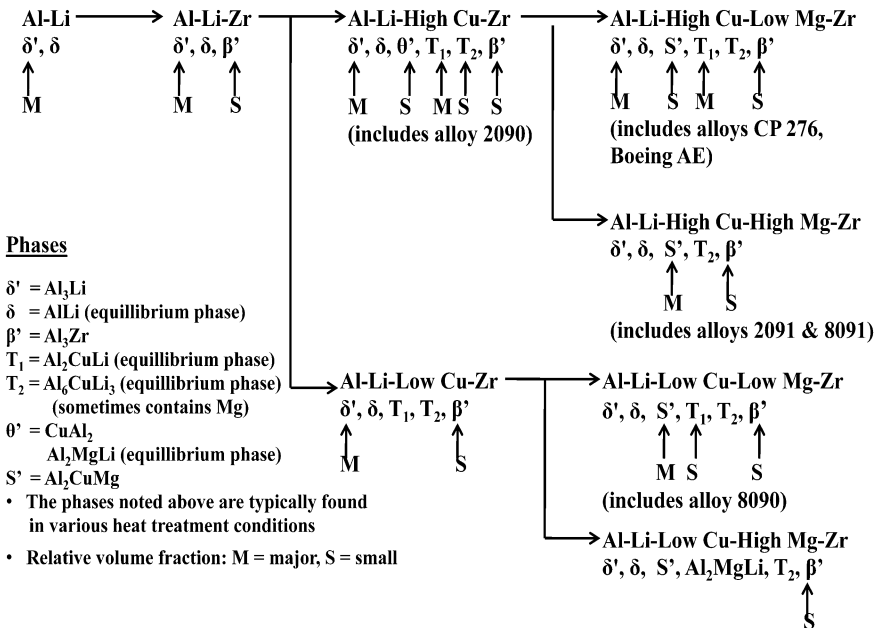 Al-Li
δ', δ
M
Al-Li-Zr
δ', δ, β’
M S
Al-Li-High Cu-Zr
δ', δ, θ’, T₁, T₂, β’
M S M S S
(includes alloy 2090)
Al-Li-High Cu-Low Mg-Zr
δ', δ, S’, T₁, T₂, β’
M S M S
(includes alloys CP 276,
Boeing AE)
Al-Li-High Cu-High Mg-Zr
δ', δ, S’, T₂, β’
M S
(includes alloys 2091 & 8091)
Phases
δ' = Al₃Li
δ = AlLi (equillibrium phase)
β’ = Al₃Zr
T₁ = Al₂CuLi (equillibrium phase)
T₂ = Al₆CuLi₃ (equillibrium phase)
(sometimes contains Mg)
θ’ = CuAl₂
Al₂MgLi (equillibrium phase)
S’ = Al₂CuMg
• The phases noted above are typically found
in various heat treatment conditions
• Relative volume fraction: M = major, S = small
Al-Li-Low Cu-Zr
δ', δ, T₁, T₂, β’
M S
Al-Li-Low Cu-Low Mg-Zr
δ', δ, S’, T₁, T₂, β’
M S S
(includes alloy 8090)
Al-Li-Low Cu-High Mg-Zr
δ', δ, S’, Al₂MgLi, T₂, β’
S